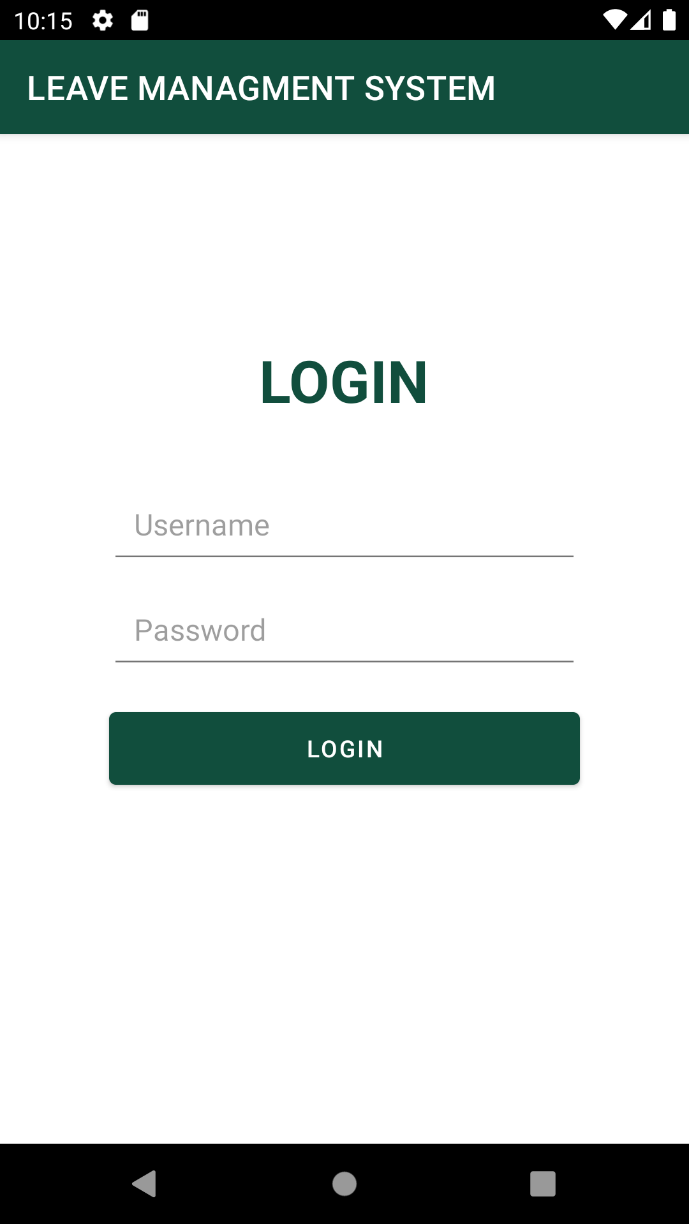 10:15
LEAVE MANAGMENT SYSTEM
LOGIN
Username
Password
LOGIN